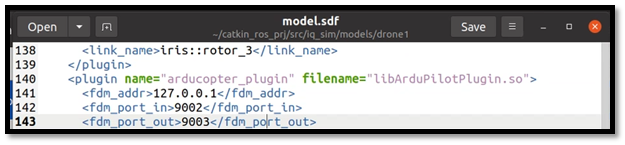 Open
model.sdf
~/catkin_ros_prj/src/iq_sim/models/drone1
Save
138 <link_name>iris::rotor_3</link_name>
139 </plugin>
140 <plugin name="arducopter_plugin" filename="libArduPilotPlugin.so">
141 <fdm_addr>127.0.0.1</fdm_addr>
142 <fdm_port_in>9002</fdm_port_in>
143 <fdm_port_out>9003</fdm_port_out>